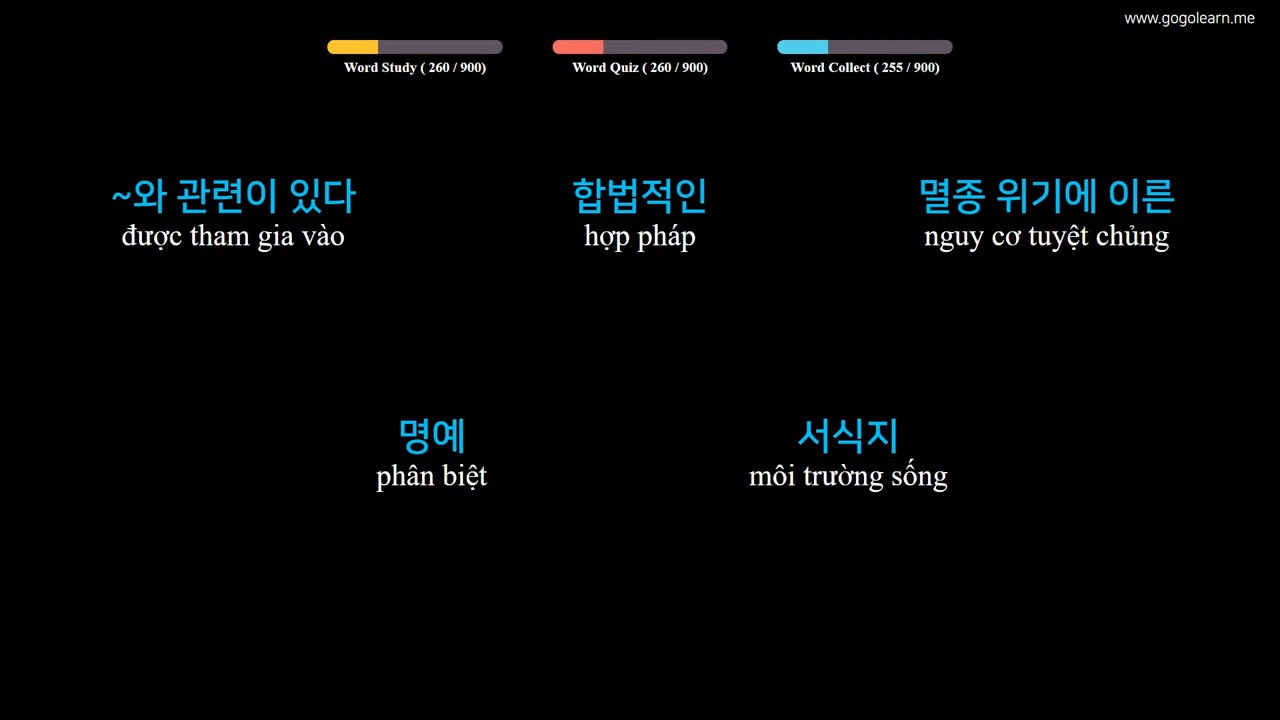 www.gogolearn.me
Word Study ( 260 / 900)
Word Quiz ( 260 / 900)
Word Collect ( 255 / 900)
~와 관련이 있다
được tham gia vào
합법적인
hợp pháp
멸종 위기에 이른
nguy cơ tuyệt chủng
명예
phân biệt
서식지
môi trường sống